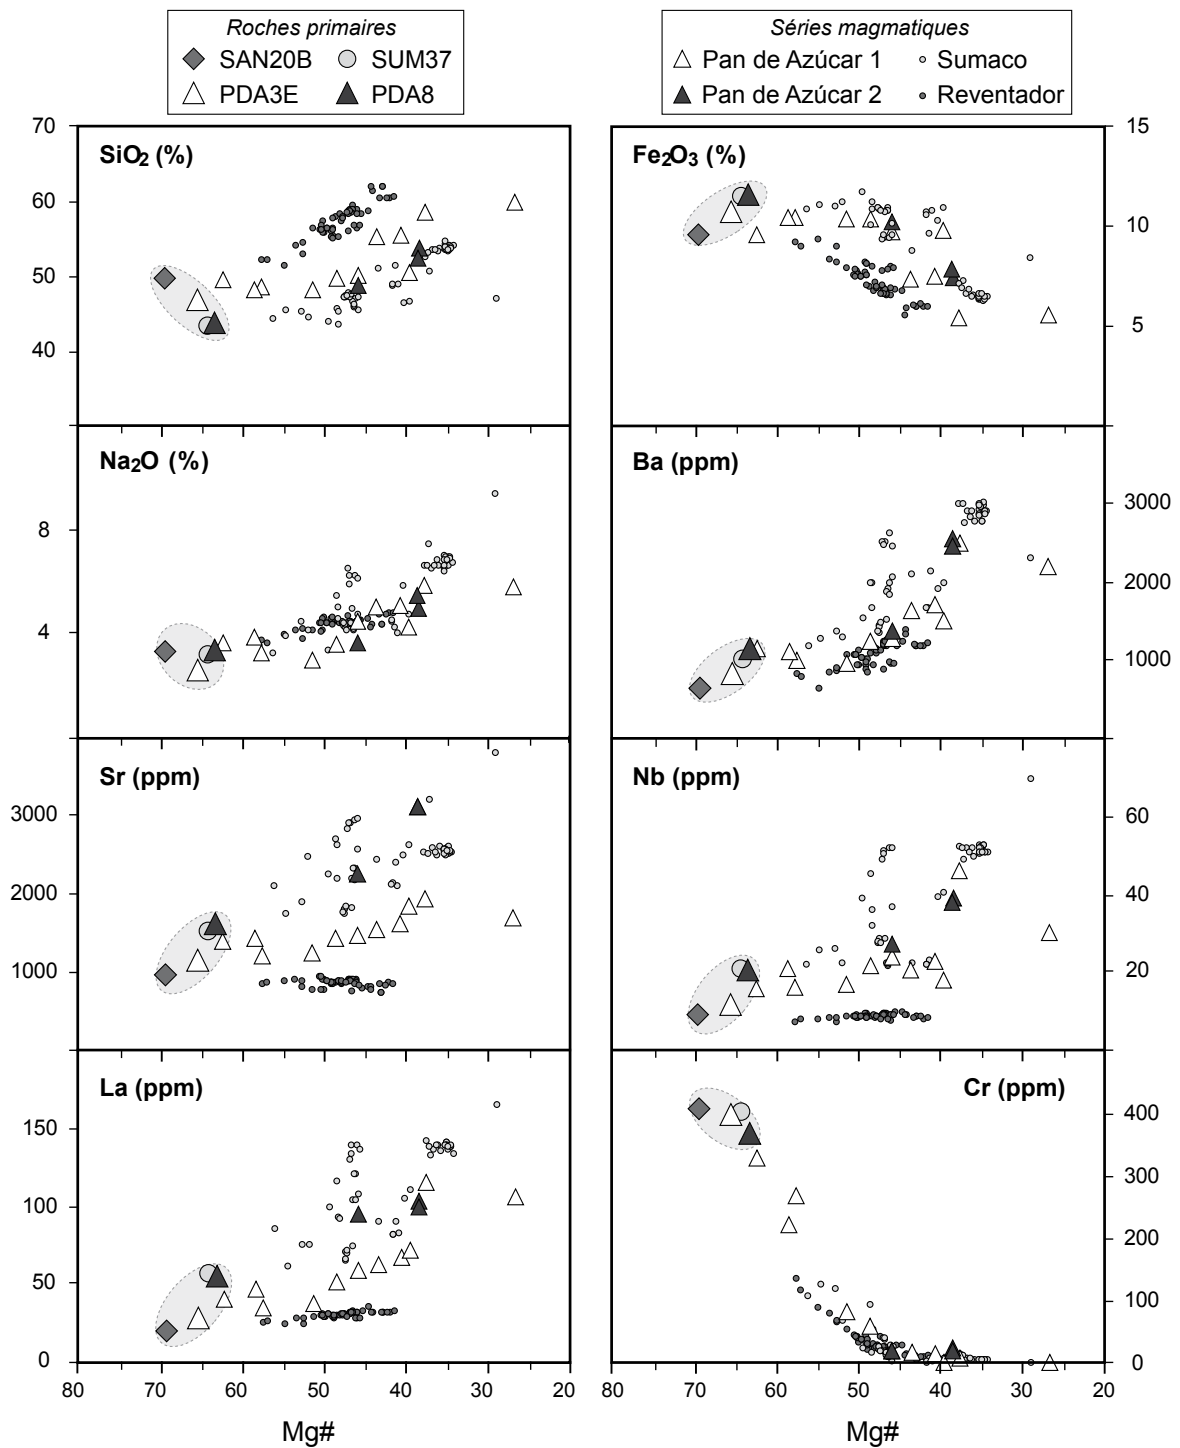 Roches primaires
SAN20B SUM37
PDA3E PDA8
Séries magmatiques
Pan de Azúcar 1 Sumaco
Pan de Azúcar 2 Reventador
SiO2 (%)
70
60
50
40
Fe2O3 (%)
15
10
5
Na2O (%)
8
4
Ba (ppm)
3000
2000
1000
Sr (ppm)
3000
2000
1000
Nb (ppm)
60
40
20
La (ppm)
150
100
50
0
Cr (ppm)
400
300
200
100
0
80 70 60 50 40 30 20
80 70 60 50 40 30 20
Mg#
Mg#